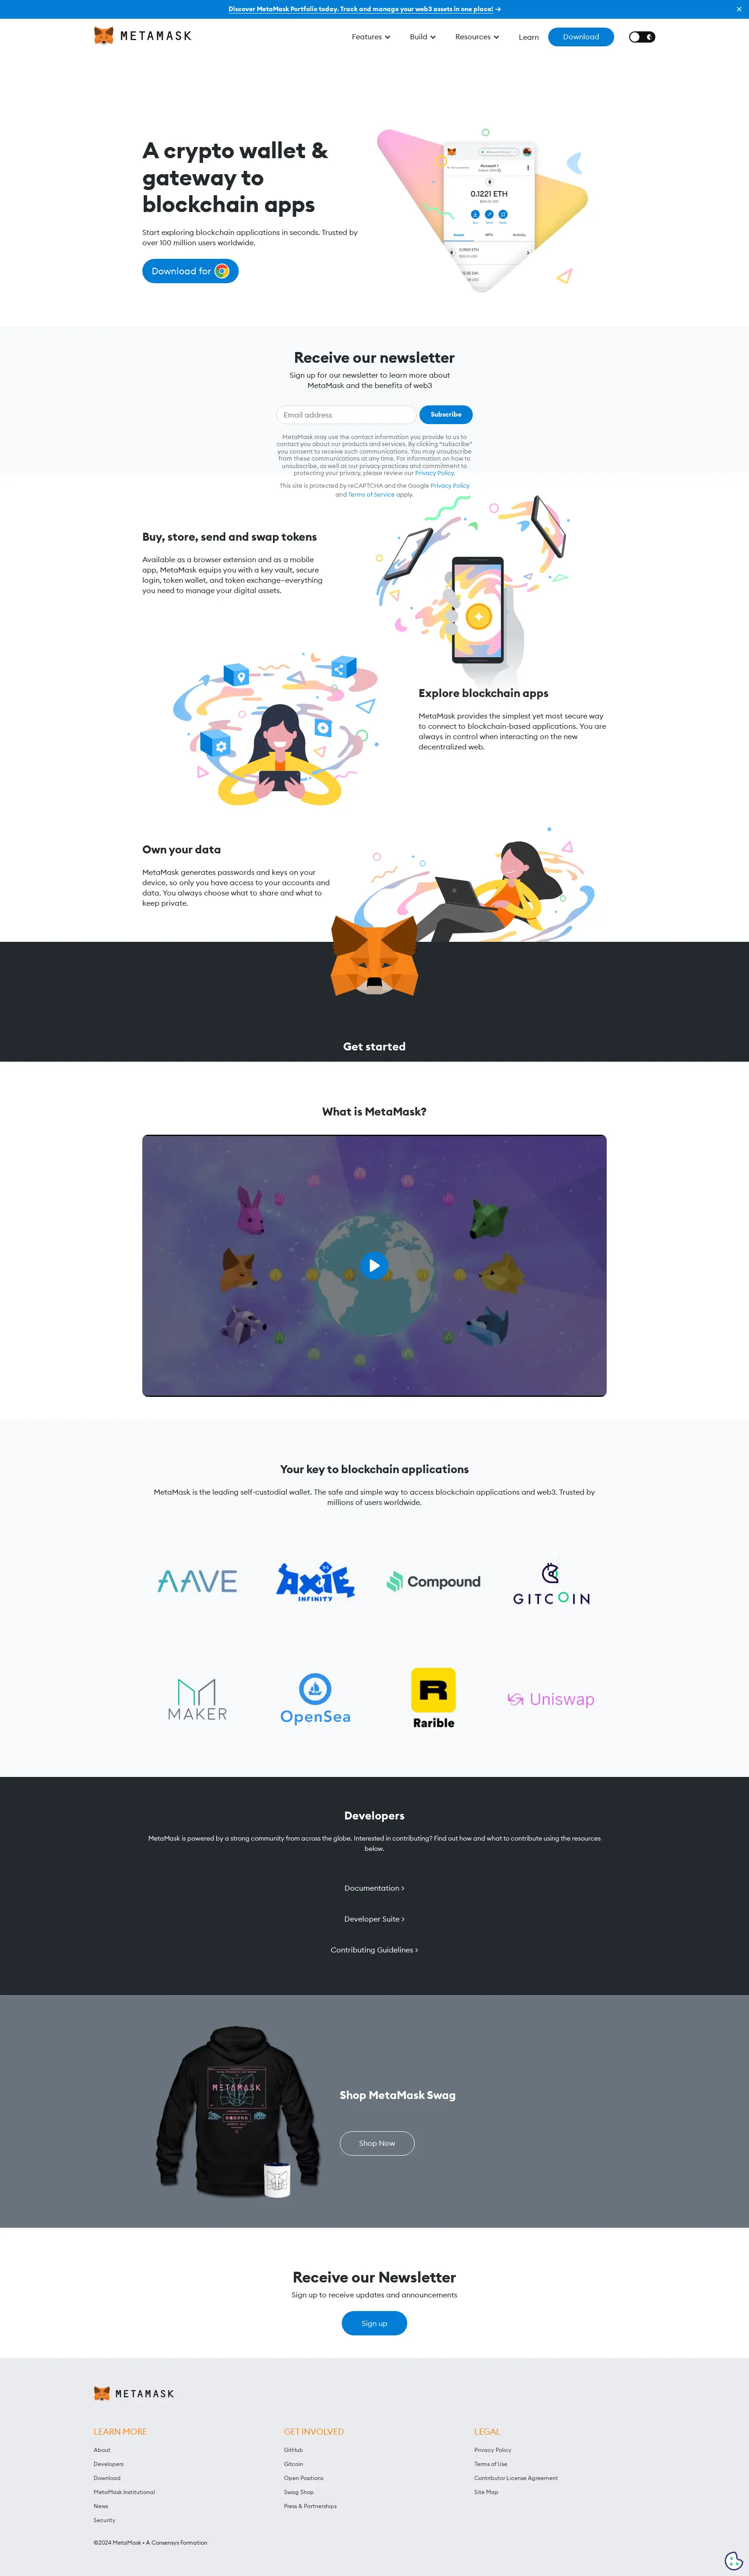 Discover MetaMask Portfolio today. Track and manage your web3 assets in one place! →
METAMASK
Features
Build
Resources
Learn
Download
A crypto wallet &
gateway to
blockchain apps
Start exploring blockchain applications in seconds. Trusted by
over 100 million users worldwide.
Download for
Account 1
0.1221 ETH
Receive our newsletter
Sign up for our newsletter to learn more about
MetaMask and the benefits of web3
Email address
Subscribe
MetaMask may use the contact information you provide to us to
contact you about our products and services. By clicking “subscribe”
you consent to receive such communications. You may unsubscribe
from these communications at any time. For information on how to
unsubscribe, as well as our privacy practices and commitment to
protecting your privacy, please review our Privacy Policy.
This site is protected by reCAPTCHA and the Google Privacy Policy
and Terms of Service apply.
Buy, store, send and swap tokens
Available as a browser extension and as a mobile
app, MetaMask equips you with a key vault, secure
login, token wallet, and token exchange—everything
you need to manage your digital assets.
Explore blockchain apps
MetaMask provides the simplest yet most secure way
to connect to blockchain-based applications. You are
always in control when interacting on the new
decentralized web.
Own your data
MetaMask generates passwords and keys on your
device, so only you have access to your accounts and
data. You always choose what to share and what to
keep private.
Get started
What is MetaMask?
Your key to blockchain applications
MetaMask is the leading self-custodial wallet. The safe and simple way to access blockchain applications and web3. Trusted by
millions of users worldwide.
AAVE
AXIE
INFINITY
Compound
GITCOIN
MAKER
OpenSea
R
Rarible
Uniswap
Developers
MetaMask is powered by a strong community from across the globe. Interested in contributing? Find out how and what to contribute using the resources
below.
Documentation >
Developer Suite >
Contributing Guidelines >
METAMASK
Shop MetaMask Swag
Shop Now
Receive our Newsletter
Sign up to receive updates and announcements
Sign up
METAMASK
LEARN MORE
About
Developers
Download
MetaMask Institutional
News
Security
GET INVOLVED
GitHub
Gitcoin
Open Positions
Swag Shop
Press & Partnerships
LEGAL
Privacy Policy
Terms of Use
Contributor License Agreement
Site Map
©2024 MetaMask • A Consensys Formation